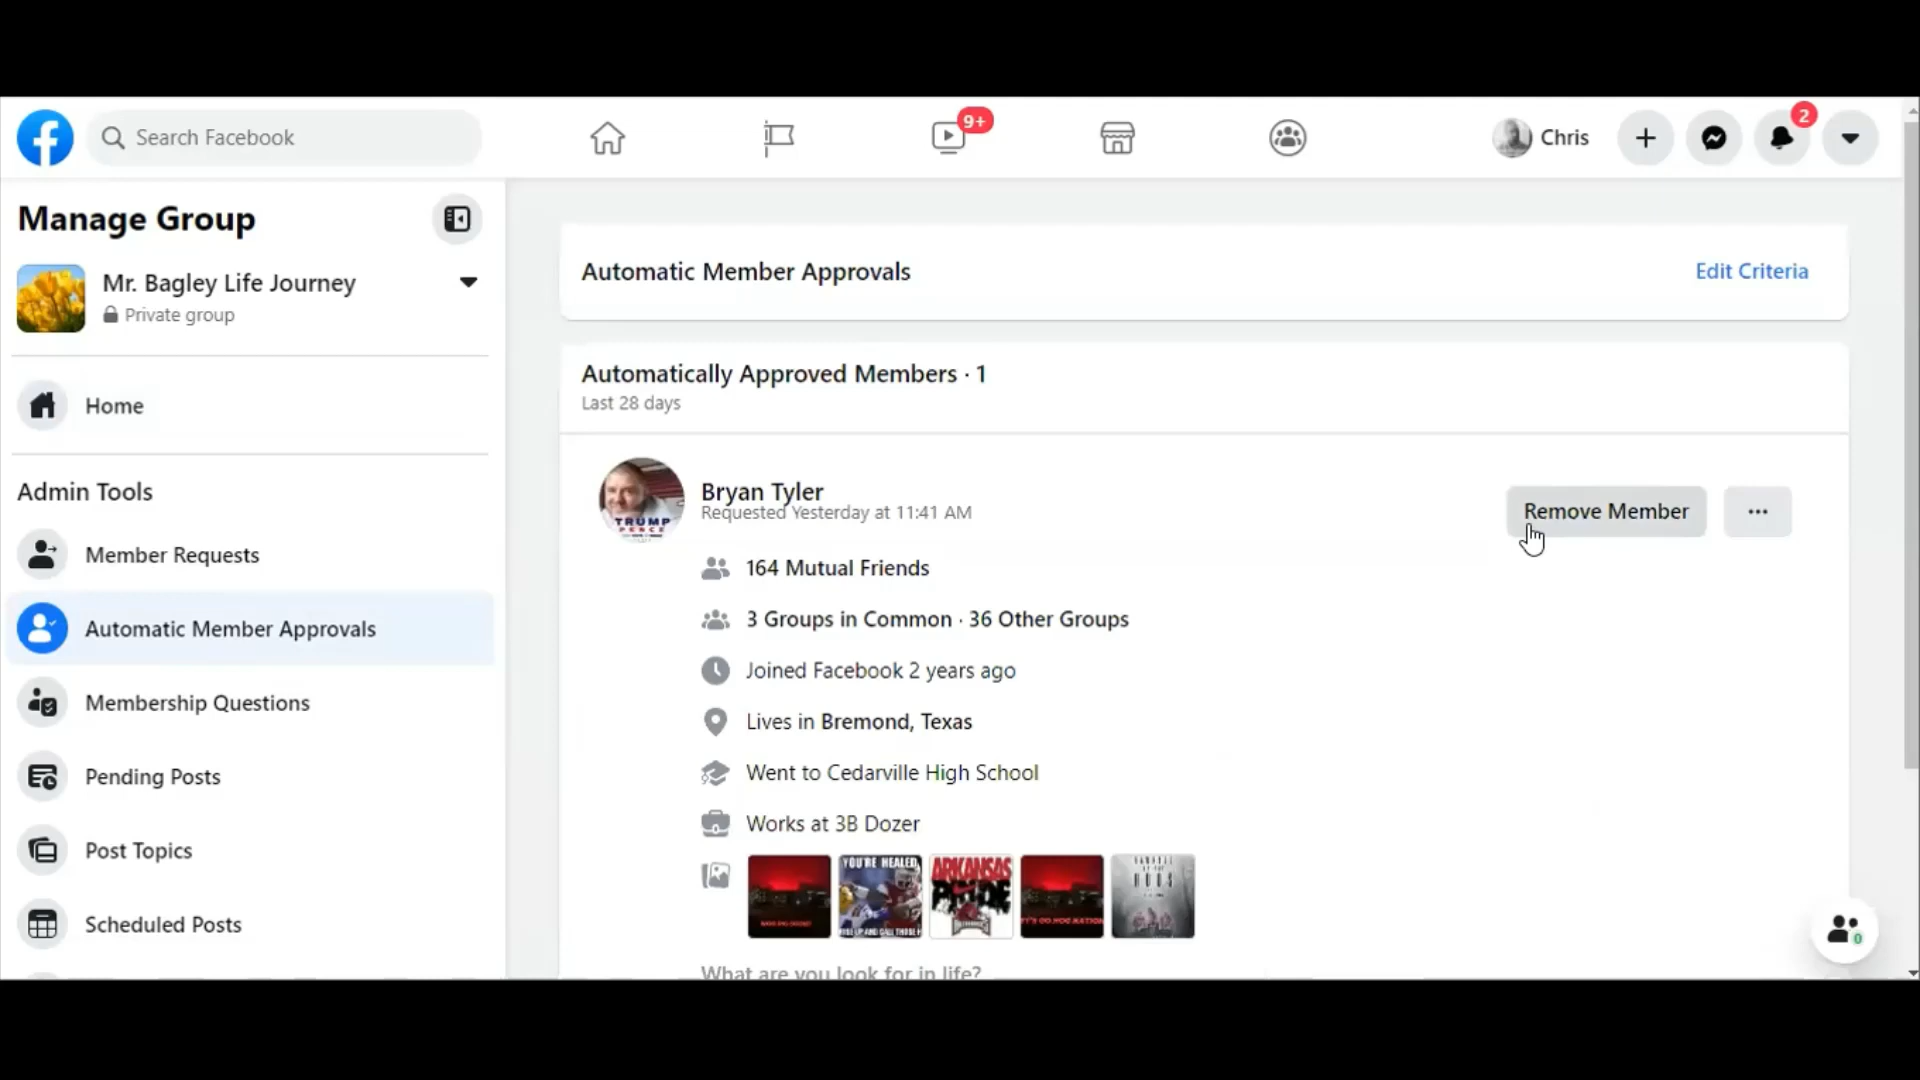 Search Facebook
9+
Chris
2
Manage Group
Mr. Bagley Life Journey
Private group
Home
Admin Tools
Member Requests
Automatic Member Approvals
Membership Questions
Pending Posts
Post Topics
Scheduled Posts
Automatic Member Approvals
Edit Criteria
Automatically Approved Members · 1
Last 28 days
TRUMP
PENCE
Bryan Tyler
Requested Yesterday at 11:41 AM
Remove Member
164 Mutual Friends
3 Groups in Common · 36 Other Groups
Joined Facebook 2 years ago
Lives in Bremond, Texas
Went to Cedarville High School
Works at 3B Dozer
YOU'RE HEALED,
ARKANSAS
PRIDE
What are you look for in life?
0